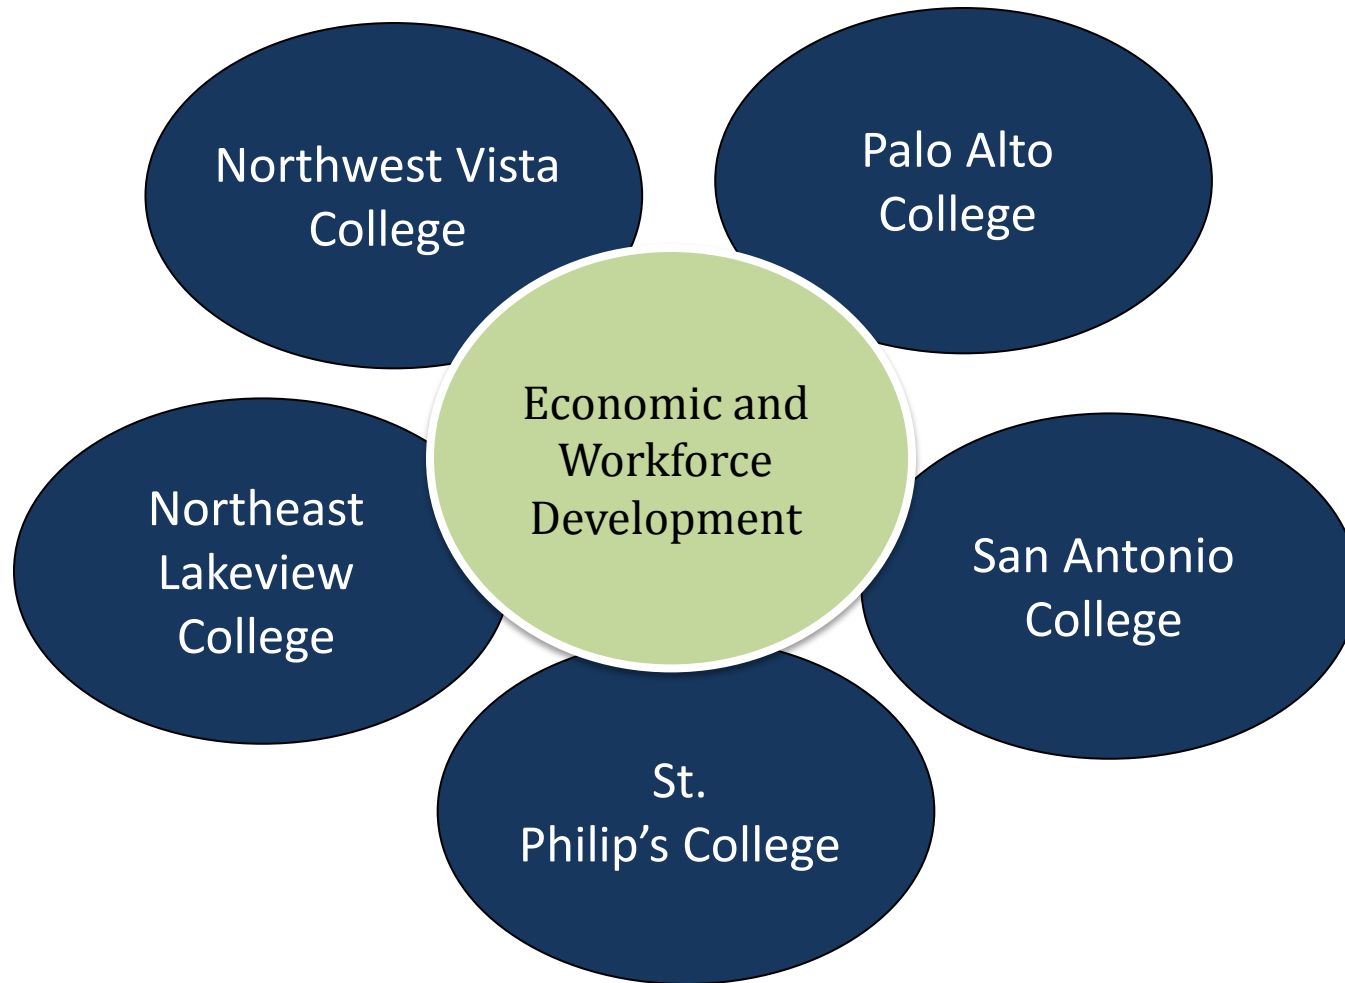 Northwest Vista
College
Palo Alto
College
Economic and
Workforce
Development
Northeast
Lakeview
College
San Antonio
College
St.
Philip’s College